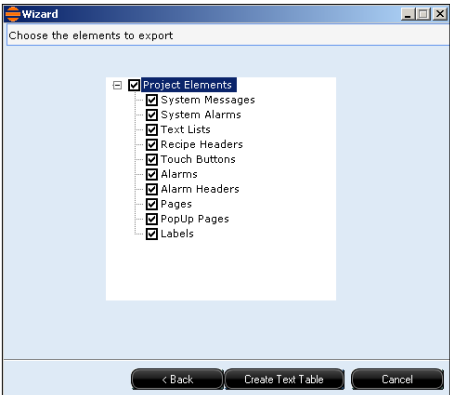 Wizard
Choose the elements to export
Project Elements
System Messages
System Alarms
Text Lists
Recipe Headers
Touch Buttons
Alarms
Alarm Headers
Pages
PopUp Pages
Labels
< Back Create Text Table Cancel